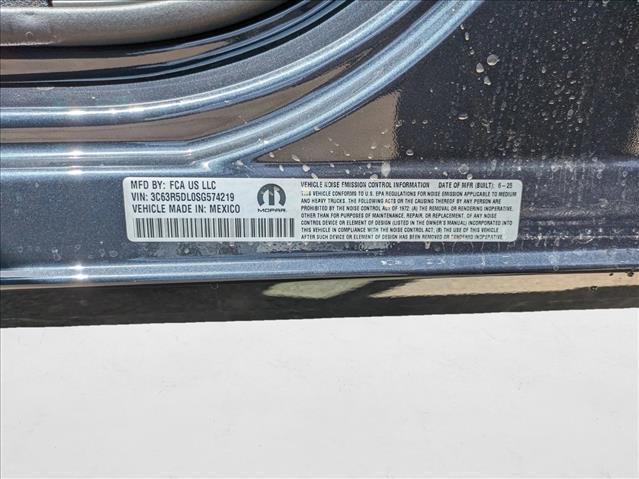 MFD BY: FCA US LLC
VIN: 3C63R5DL0SG574219
VEHICLE MADE IN: MEXICO
MOPAR
VEHICLE NOISE EMISSION CONTROL INFORMATION DATE OF MFR (BUILT): 6-25
THIS VEHICLE CONFORMS TO U.S. EPA REGULATIONS FOR NOISE EMISSION APPLICABLE TO MEDIUM
AND HEAVY TRUCKS. THE FOLLOWING ACTS OR THE CAUSING THEREOF BY ANY PERSON ARE
PROHIBITED BY THE NOISE CONTROL ACT OF 1972: (A) THE REMOVAL OR RENDERING INOPERATIVE,
OTHER THAN FOR PURPOSES OF MAINTENANCE, REPAIR, OR REPLACEMENT, OF ANY NOISE CONTROL
DEVICE OR ELEMENT OF DESIGN (LISTED IN THE OWNER'S MANUAL) INCORPORATED INTO
THIS VEHICLE IN COMPLIANCE WITH THE NOISE CONTROL ACT; (B) THE USE OF THIS VEHICLE
AFTER SUCH DEVICE OR ELEMENT OF DESIGN HAS BEEN REMOVED OR RENDERED INOPERATIVE.